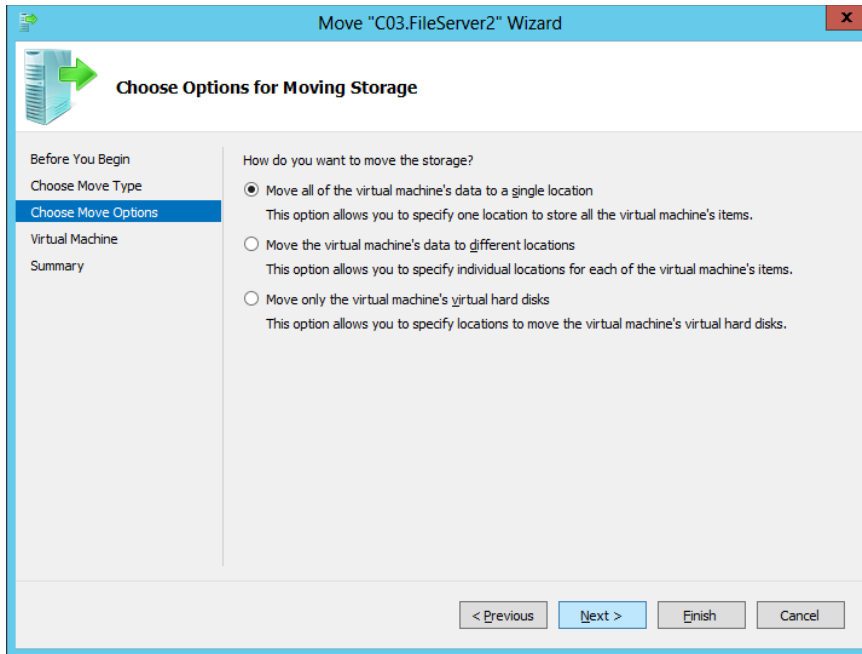 Move "C03.FileServer2" Wizard
x
Choose Options for Moving Storage
Before You Begin
Choose Move Type
Choose Move Options
Virtual Machine
Summary
How do you want to move the storage?
Move all of the virtual machine's data to a single location
This option allows you to specify one location to store all the virtual machine's items.
Move the virtual machine's data to different locations
This option allows you to specify individual locations for each of the virtual machine's items.
Move only the virtual machine's virtual hard disks
This option allows you to specify locations to move the virtual machine's virtual hard disks.
< Previous
Next >
Finish
Cancel